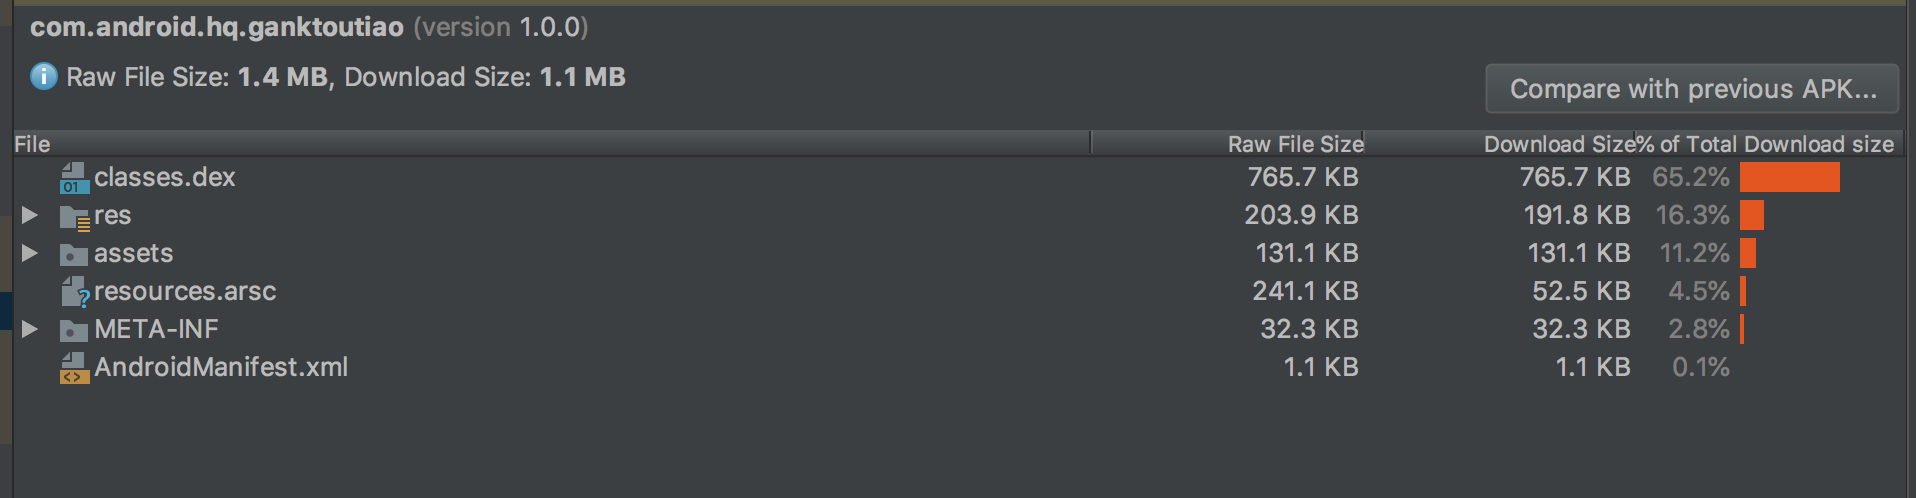 com.android.hq.ganktoutiao (version 1.0.0)
Raw File Size: 1.4 MB, Download Size: 1.1 MB
Compare with previous APK...
File Raw File Size Download Size % of Total Download size
classes.dex 765.7 KB 765.7 KB 65.2%
res 203.9 KB 191.8 KB 16.3%
assets 131.1 KB 131.1 KB 11.2%
resources.arsc 241.1 KB 52.5 KB 4.5%
META-INF 32.3 KB 32.3 KB 2.8%
AndroidManifest.xml 1.1 KB 1.1 KB 0.1%